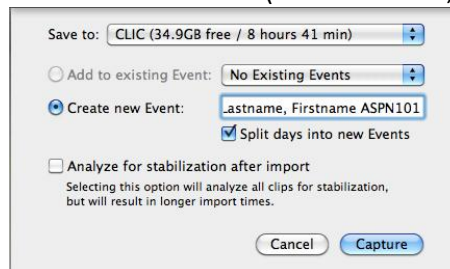 Save to: CLIC (34.9GB free / 8 hours 41 min)
Add to existing Event: No Existing Events
Create new Event: Lastname, Firstname ASPN101
Split days into new Events
Analyze for stabilization after import
Selecting this option will analyze all clips for stabilization,
but will result in longer import times.
Cancel Capture